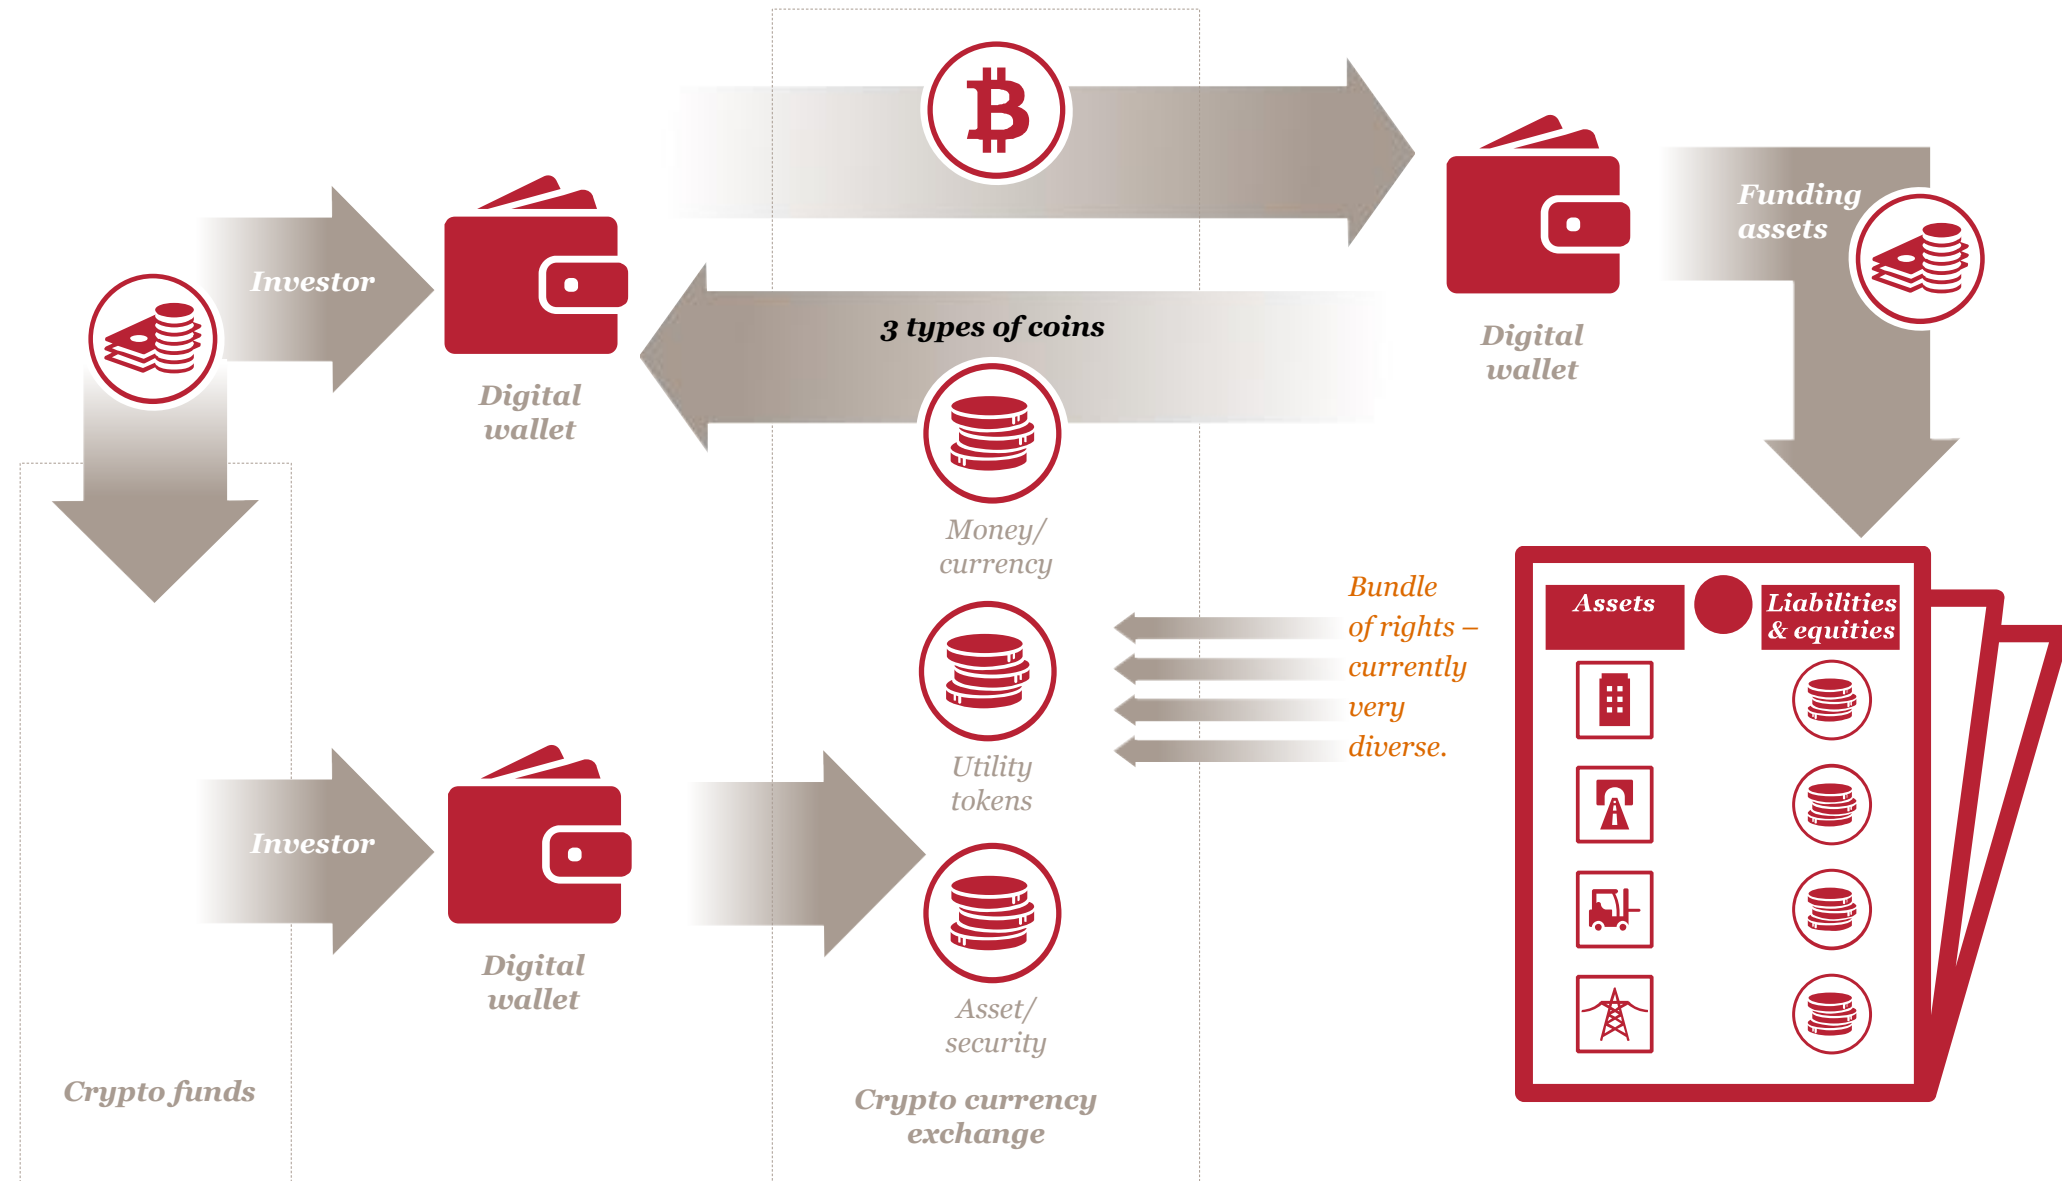 Investor
Digital
wallet
3 types of coins
Money/
currency
Utility
tokens
Asset/
security
Crypto currency
exchange
Digital
wallet
Funding
assets
Bundle
of rights –
currently
very
diverse.
Assets
Liabilities
& equities
Investor
Digital
wallet
Crypto funds